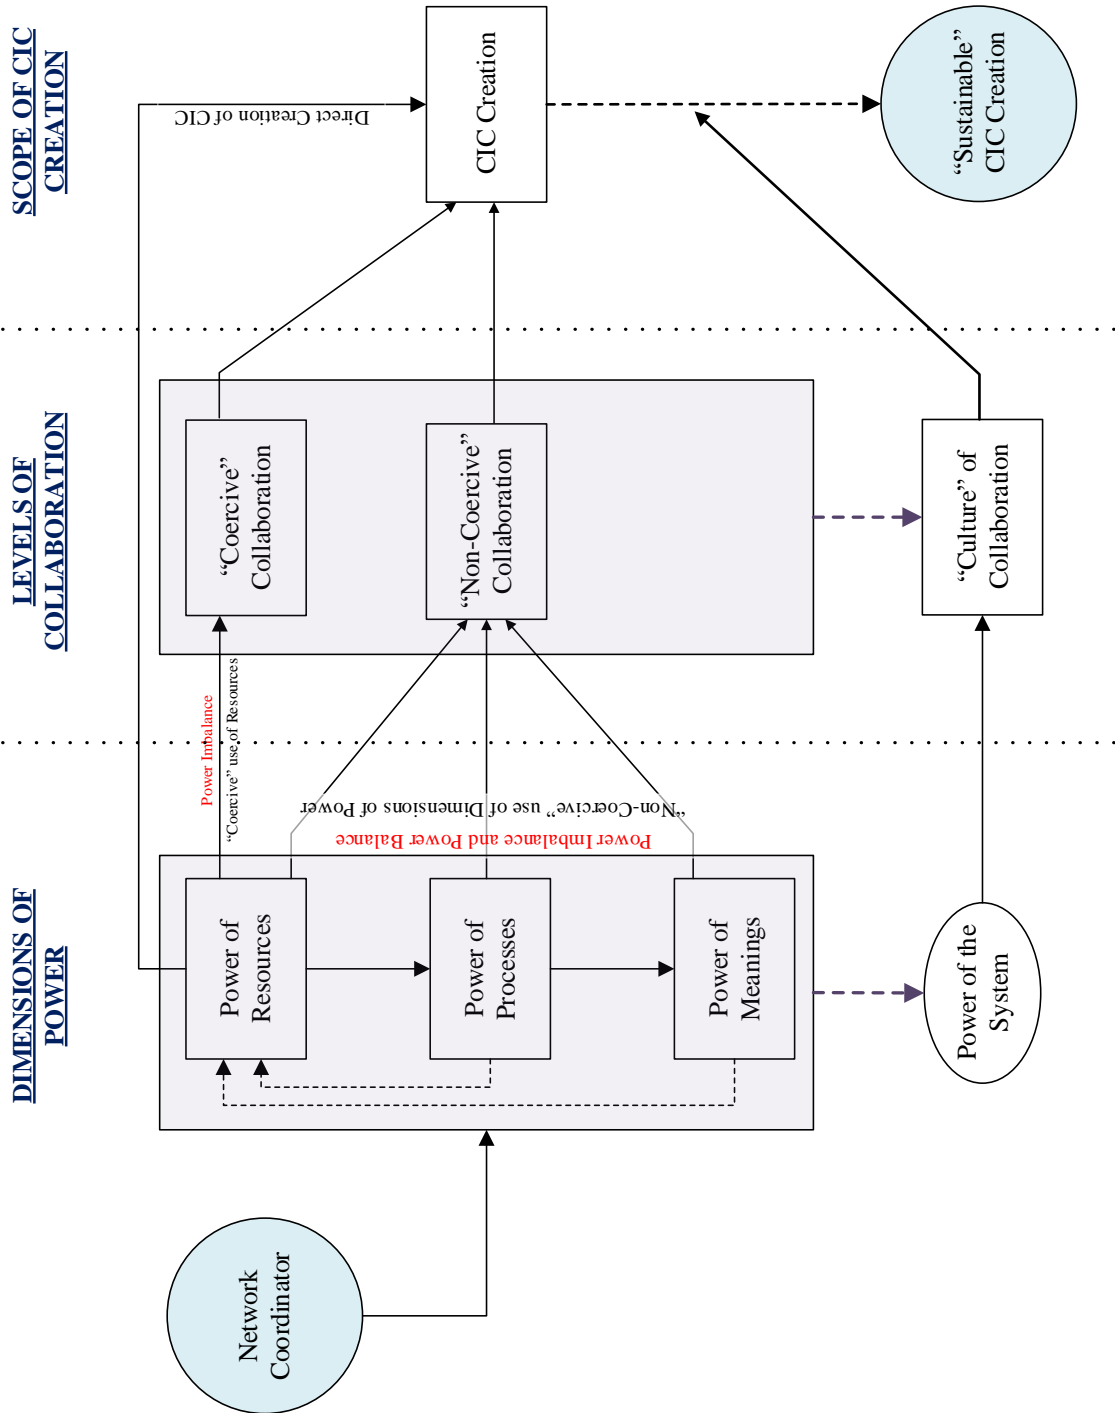 DIMENSIONS OF
POWER
LEVELS OF
COLLABORATION
SCOPE OF CIC
CREATION
Network
Coordinator
Power of
Resources
Power of
Processes
Power of
Meanings
Power of the
System
Power Imbalance
“Coercive” use of Resources
“Non-Coercive” use of Dimensions of Power
Power Imbalance and Power Balance
“Coercive”
Collaboration
“Non-Coercive”
Collaboration
“Culture” of
Collaboration
Direct Creation of CIC
CIC Creation
“Sustainable”
CIC Creation